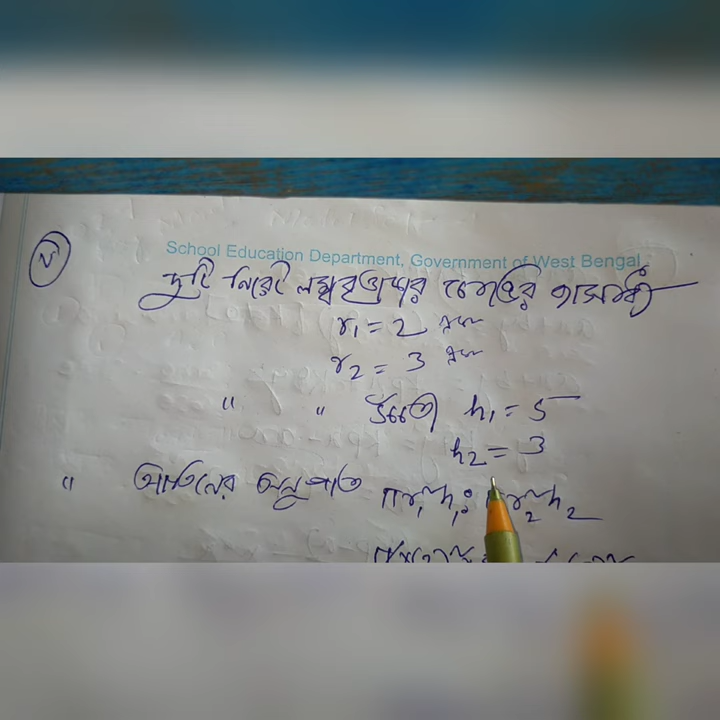 School Education Department, Government of West Bengal
v
দুটি নিরেট লম্ববৃত্তাকার চোঙের ব্যাসার্ধ
r₁ = 2 একক
r₂ = 3 একক
" " উচ্চতা h₁ = 5
h₂ = 3
" আয়তনের অনুপাত πr₁²h₁ : πr₂²h₂